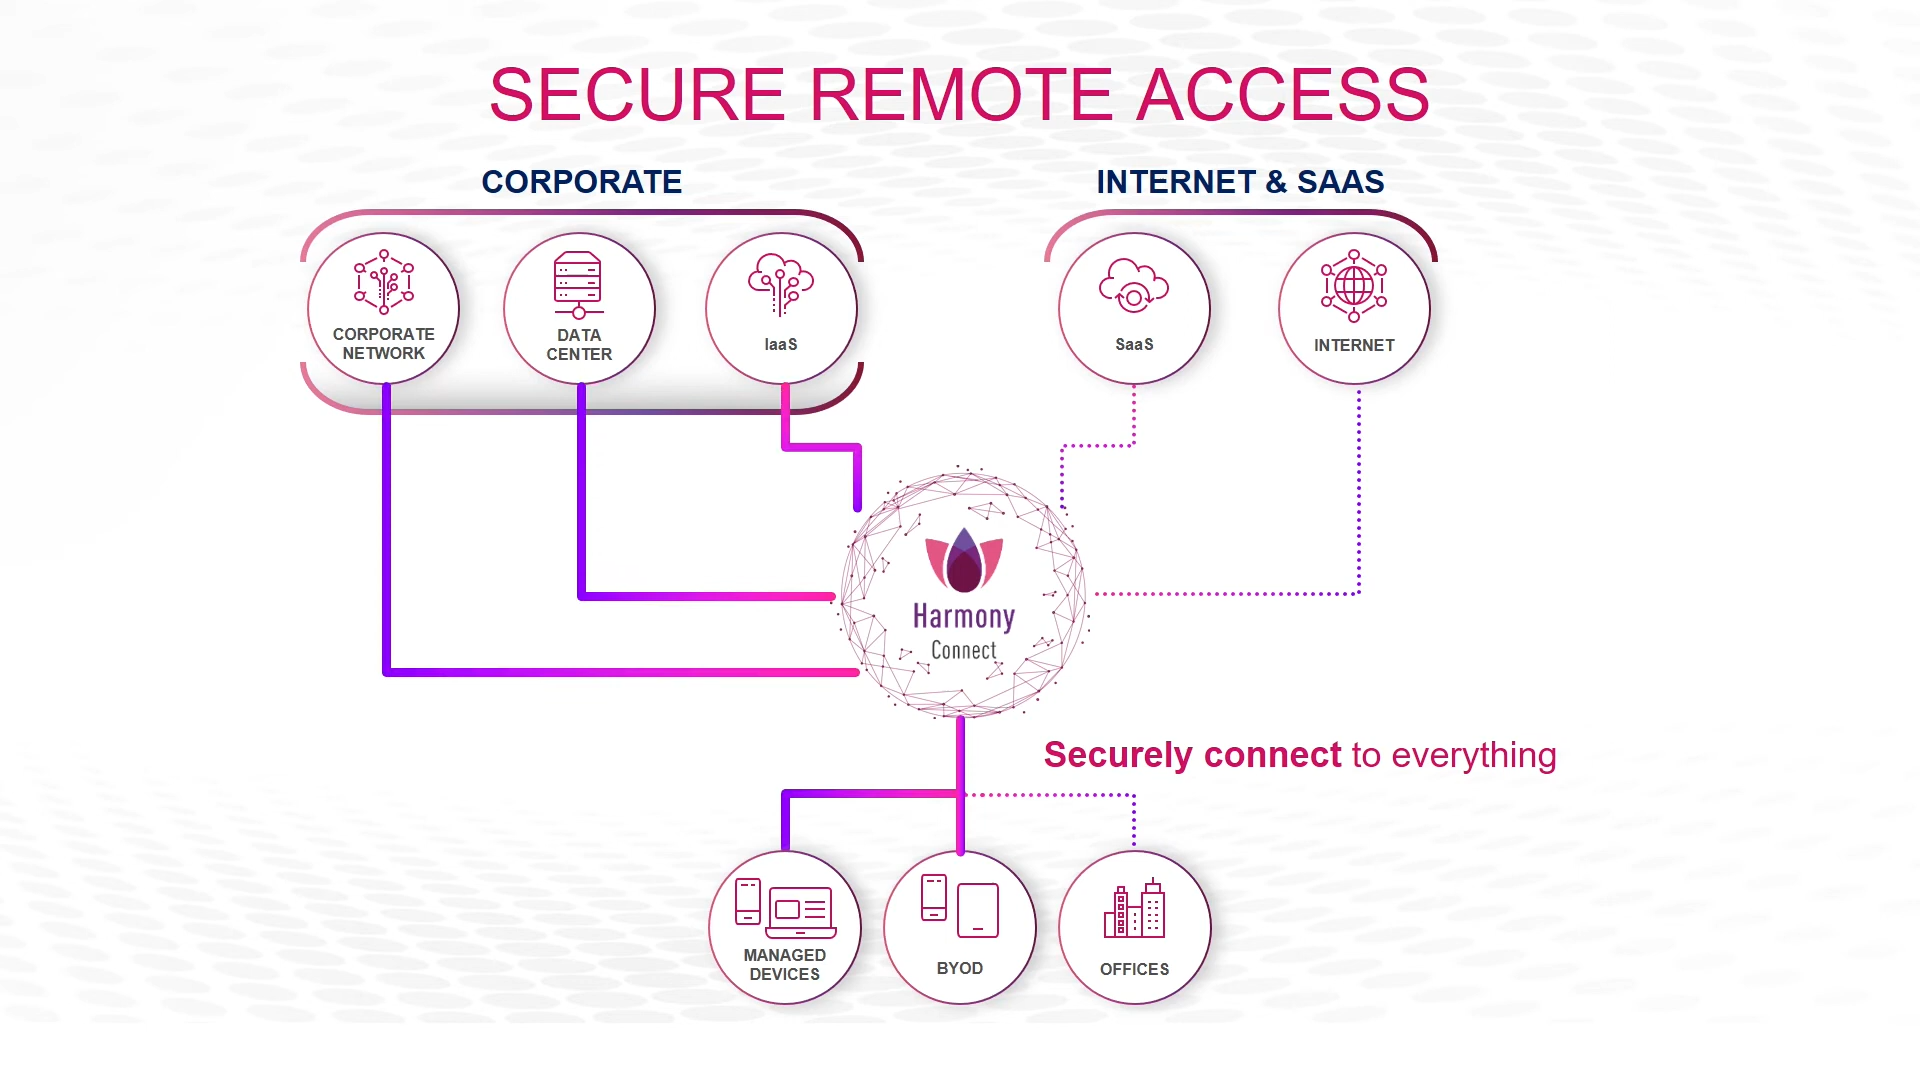 SECURE REMOTE ACCESS
CORPORATE
INTERNET & SAAS
CORPORATE
NETWORK
DATA
CENTER
IaaS
SaaS
INTERNET
Harmony
Connect
Securely connect to everything
MANAGED
DEVICES
BYOD
OFFICES